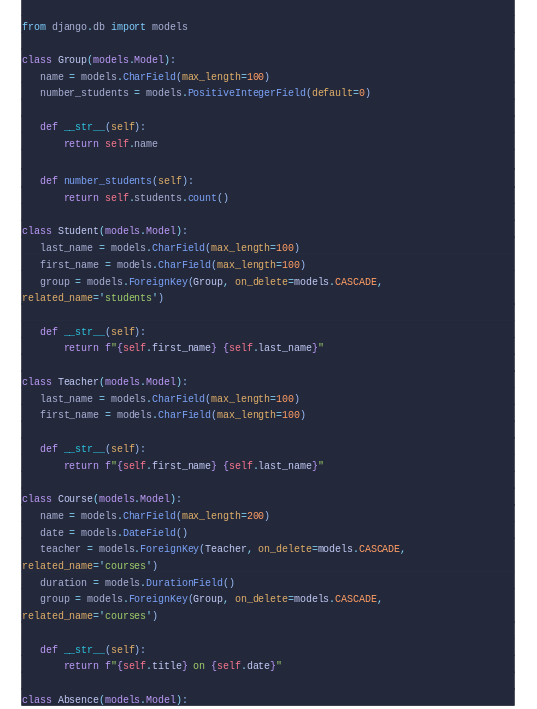 from django.db import models
class Group(models.Model):
name = models.CharField(max_length=100)
number_students = models.PositiveIntegerField(default=0)
def __str__(self):
return self.name
def number_students(self):
return self.students.count()
class Student(models.Model):
last_name = models.CharField(max_length=100)
first_name = models.CharField(max_length=100)
group = models.ForeignKey(Group, on_delete=models.CASCADE,
related_name='students')
def __str__(self):
return f"{self.first_name} {self.last_name}"
class Teacher(models.Model):
last_name = models.CharField(max_length=100)
first_name = models.CharField(max_length=100)
def __str__(self):
return f"{self.first_name} {self.last_name}"
class Course(models.Model):
name = models.CharField(max_length=200)
date = models.DateField()
teacher = models.ForeignKey(Teacher, on_delete=models.CASCADE,
related_name='courses')
duration = models.DurationField()
group = models.ForeignKey(Group, on_delete=models.CASCADE,
related_name='courses')
def __str__(self):
return f"{self.title} on {self.date}"
class Absence(models.Model):